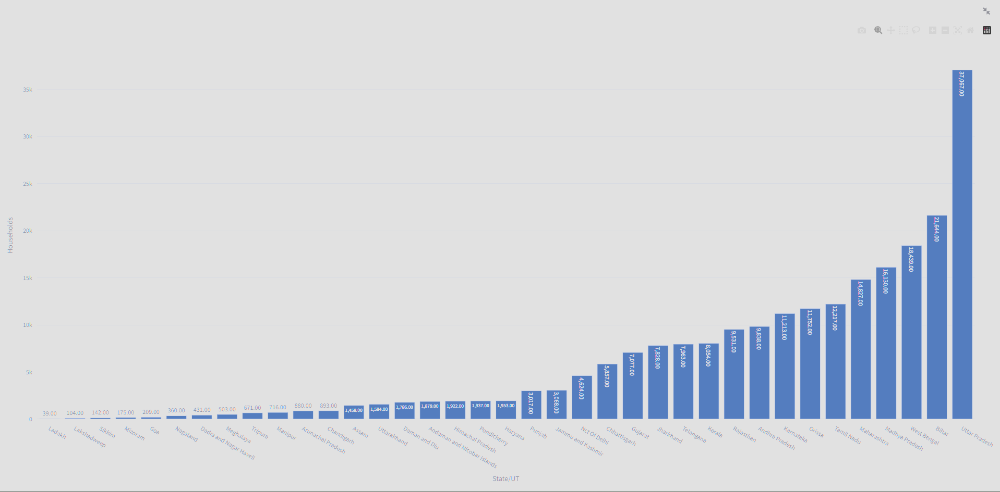 35k
30k
25k
20k
15k
10k
5k
0
Households
39.00
104.00
142.00
175.00
209.00
360.00
431.00
503.00
671.00
716.00
880.00
893.00
1,458.00
1,584.00
1,786.00
1,879.00
1,922.00
1,937.00
1,953.00
3,017.00
3,068.00
4,624.00
5,857.00
7,077.00
7,828.00
7,963.00
8,054.00
9,531.00
9,838.00
11,213.00
11,752.00
12,217.00
14,827.00
16,130.00
18,439.00
21,644.00
37,067.00
Ladakh
Lakshadweep
Sikkim
Mizoram
Goa
Nagaland
Dadra and Nagar Haveli
Meghalaya
Tripura
Manipur
Arunachal Pradesh
Chandigarh
Assam
Uttarakhand
Daman and Diu
Andaman and Nicobar Islands
Himachal Pradesh
Pondicherry
Haryana
Punjab
Jammu and Kashmir
Nct Of Delhi
Chhattisgarh
Gujarat
Jharkhand
Telangana
Kerala
Rajasthan
Andhra Pradesh
Karnataka
Orissa
Tamil Nadu
Maharashtra
Madhya Pradesh
West Bengal
Bihar
Uttar Pradesh
State/UT